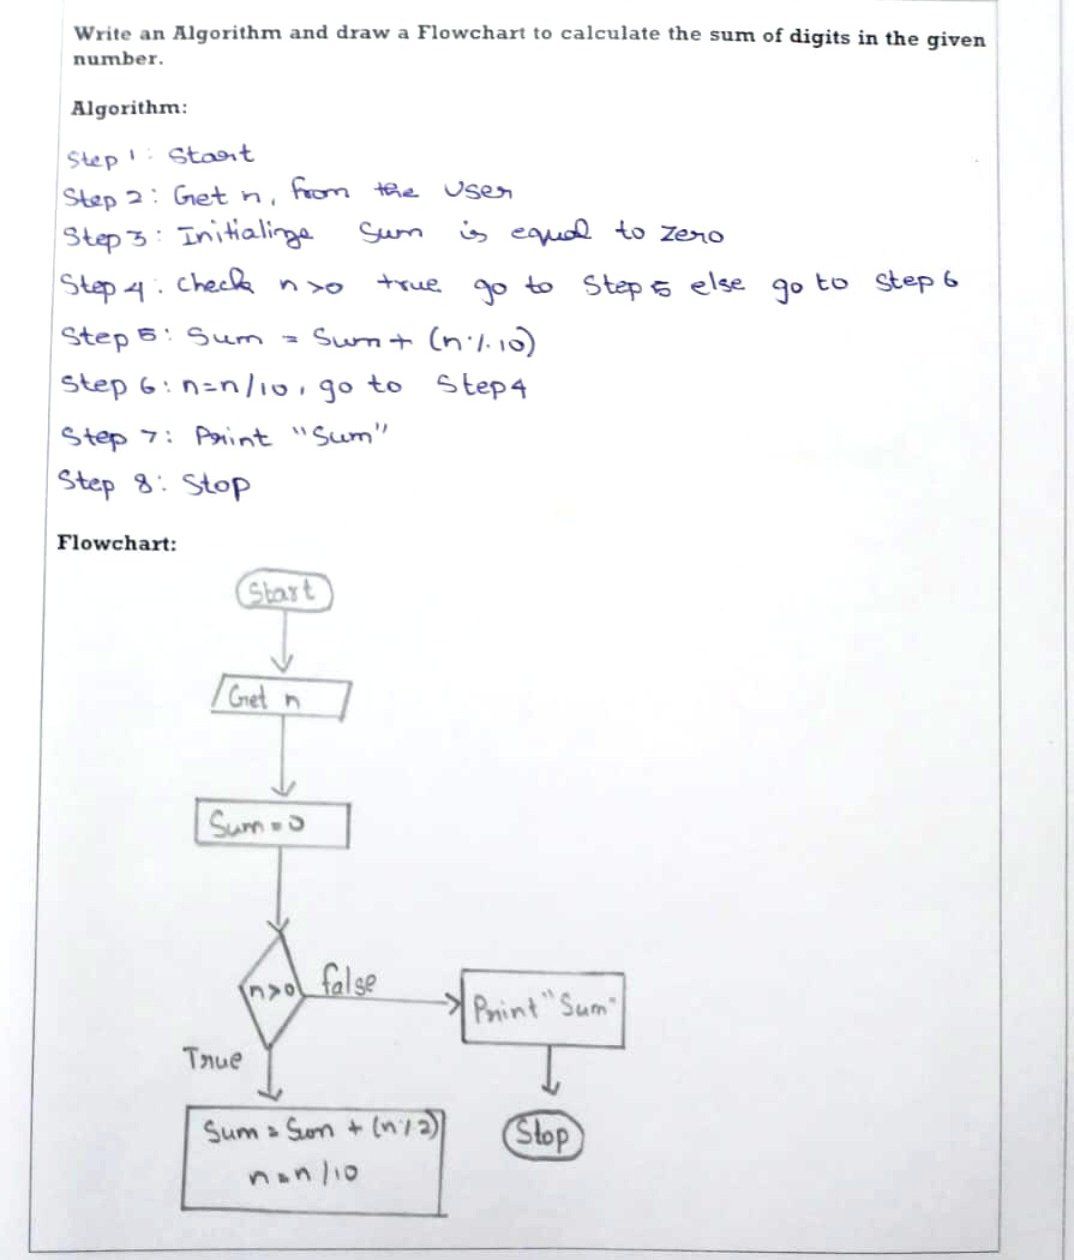 Write an Algorithm and draw a Flowchart to calculate the sum of digits in the given
number.
Algorithm:
Step 1: Start
Step 2: Get n, from the user
Step 3: Initialize Sum is equal to zero
Step 4: check n>0 true go to Step 5 else go to Step 6
Step 5: Sum = Sum + (n%10)
Step 6: n=n/10, go to Step 4
Step 7: Print "Sum"
Step 8: Stop
Flowchart:
Start
Get n
Sum = 0
n>0 false
Print "Sum"
True
Sum = Sum + (n%2)
n=n/10
Stop